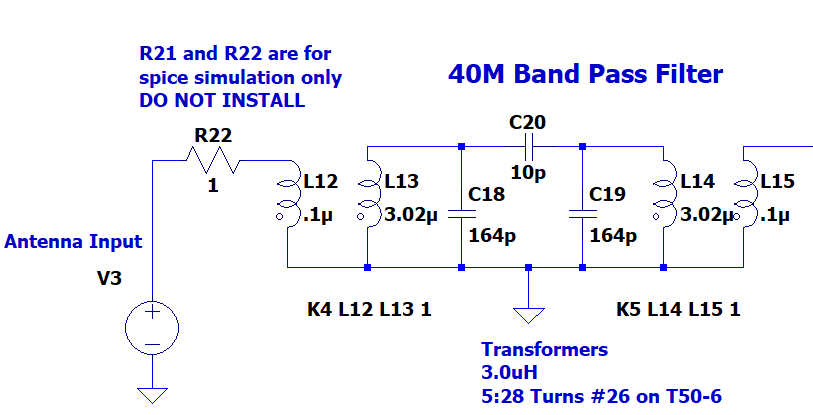 R21 and R22 are for
spice simulation only
DO NOT INSTALL
40M Band Pass Filter
R22
1
C20
10p
L12
.1µ
L13
3.02µ
C18
164p
C19
164p
L14
3.02µ
L15
.1µ
Antenna Input
V3
K4 L12 L13 1
K5 L14 L15 1
Transformers
3.0uH
5:28 Turns #26 on T50-6